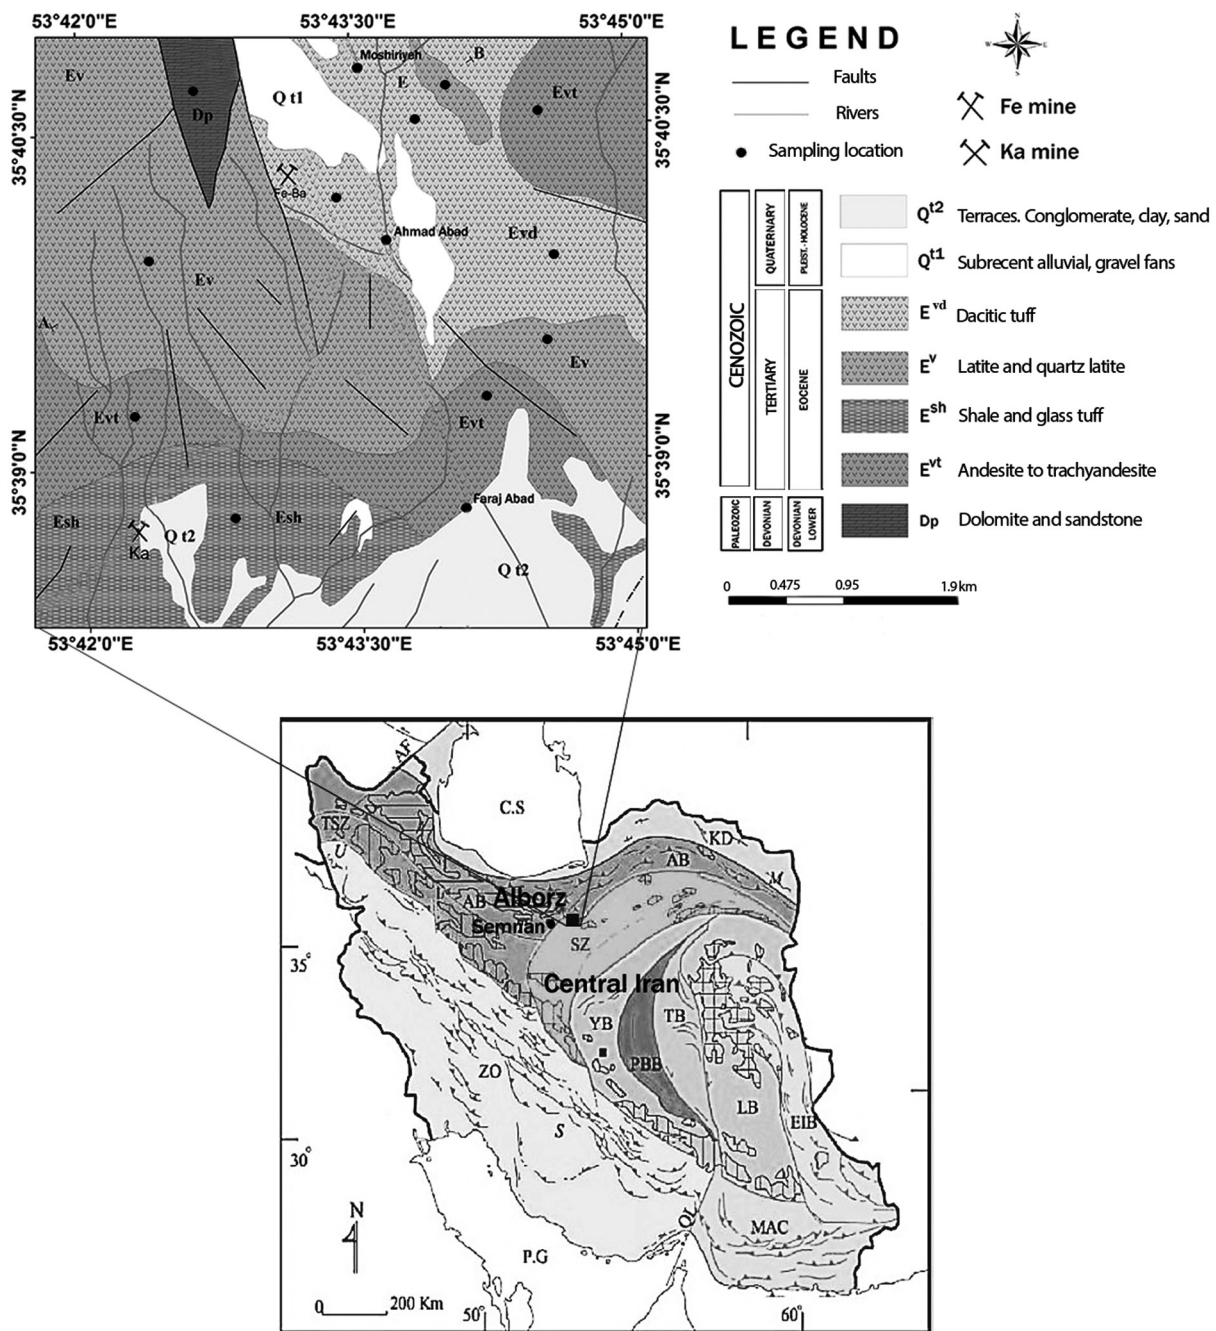 53°42'0"E
53°43'30"E
53°45'0"E
35°40'30"N
35°40'30"N
35°39'0"N
35°39'0"N
Ev
Dp
Q t1
Moshiriyeh
E
B
Evt
Fe-Ba
Ahmad Abad
Evd
Ev
A
Ev
Evt
Evt
Esh
Ka
Q t2
Esh
Faraj Abad
Q t2
53°42'0"E
53°43'30"E
53°45'0"E
LEGEND
N
W
E
S
Faults
Rivers
Sampling location
Fe mine
Ka mine
CENOZOIC
QUATERNARY
PLEIST.-HOLOCENE
TERTIARY
EOCENE
PALEOZOIC
DEVONIAN
DEVONIAN
LOWER
Qt2 Terraces. Conglomerate, clay, sand
Qt1 Subrecent alluvial, gravel fans
Evd Dacitic tuff
Ev Latite and quartz latite
Esh Shale and glass tuff
Evt Andesite to trachyandesite
Dp Dolomite and sandstone
0 0.475 0.95 1.9 km
AF
C.S
TSZ
U
KD
AB
M
Alborz
AB
Semnan
SZ
35°
Central Iran
YB
TB
PBB
ZO
LB
EIB
S
30°
QL
MAC
N
P.G
0 200 Km
50°
60°